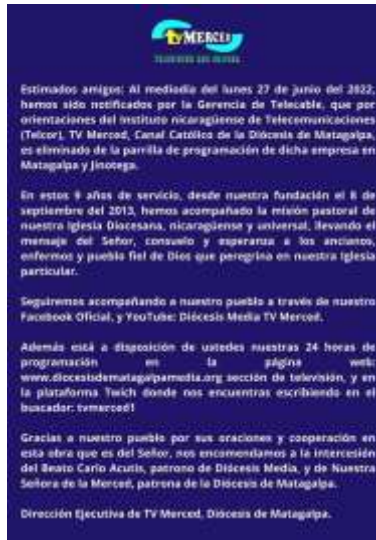 tvMERCED
Estimados amigos: Al mediodía del lunes 27 de junio del 2022,
hemos sido notificados por la Gerencia de Telecable, que por
orientaciones del Instituto nicaragüense de Telecomunicaciones
(Telcor), TV Merced, Canal Católico de la Diócesis de Matagalpa,
es eliminado de la parrilla de programación de dicha empresa en
Matagalpa y Jinotega.
En estos 9 años de servicio, desde nuestra fundación el 8 de
septiembre del 2013, hemos acompañado la misión pastoral de
nuestra Iglesia Diocesana, nicaragüense y universal, llevando el
mensaje del Señor, consuelo y esperanza a los ancianos,
enfermos y pueblo fiel de Dios que peregrina en nuestra Iglesia
particular.
Seguiremos acompañando a nuestro pueblo a través de nuestro
Facebook Oficial, y YouTube: Diócesis Media TV Merced.
Además está a disposición de ustedes nuestras 24 horas de
programación en la página web:
www.diocesisdematagalpamedia.org sección de televisión, y en
la plataforma Twich donde nos encuentras escribiendo en el
buscador: tvmerced1
Gracias a nuestro pueblo por sus oraciones y cooperación en
esta obra que es del Señor, nos encomendamos a la intercesión
del Beato Carlo Acutis, patrono de Diócesis Media, y de Nuestra
Señora de la Merced, patrona de la Diócesis de Matagalpa.
Dirección Ejecutiva de TV Merced, Diócesis de Matagalpa.